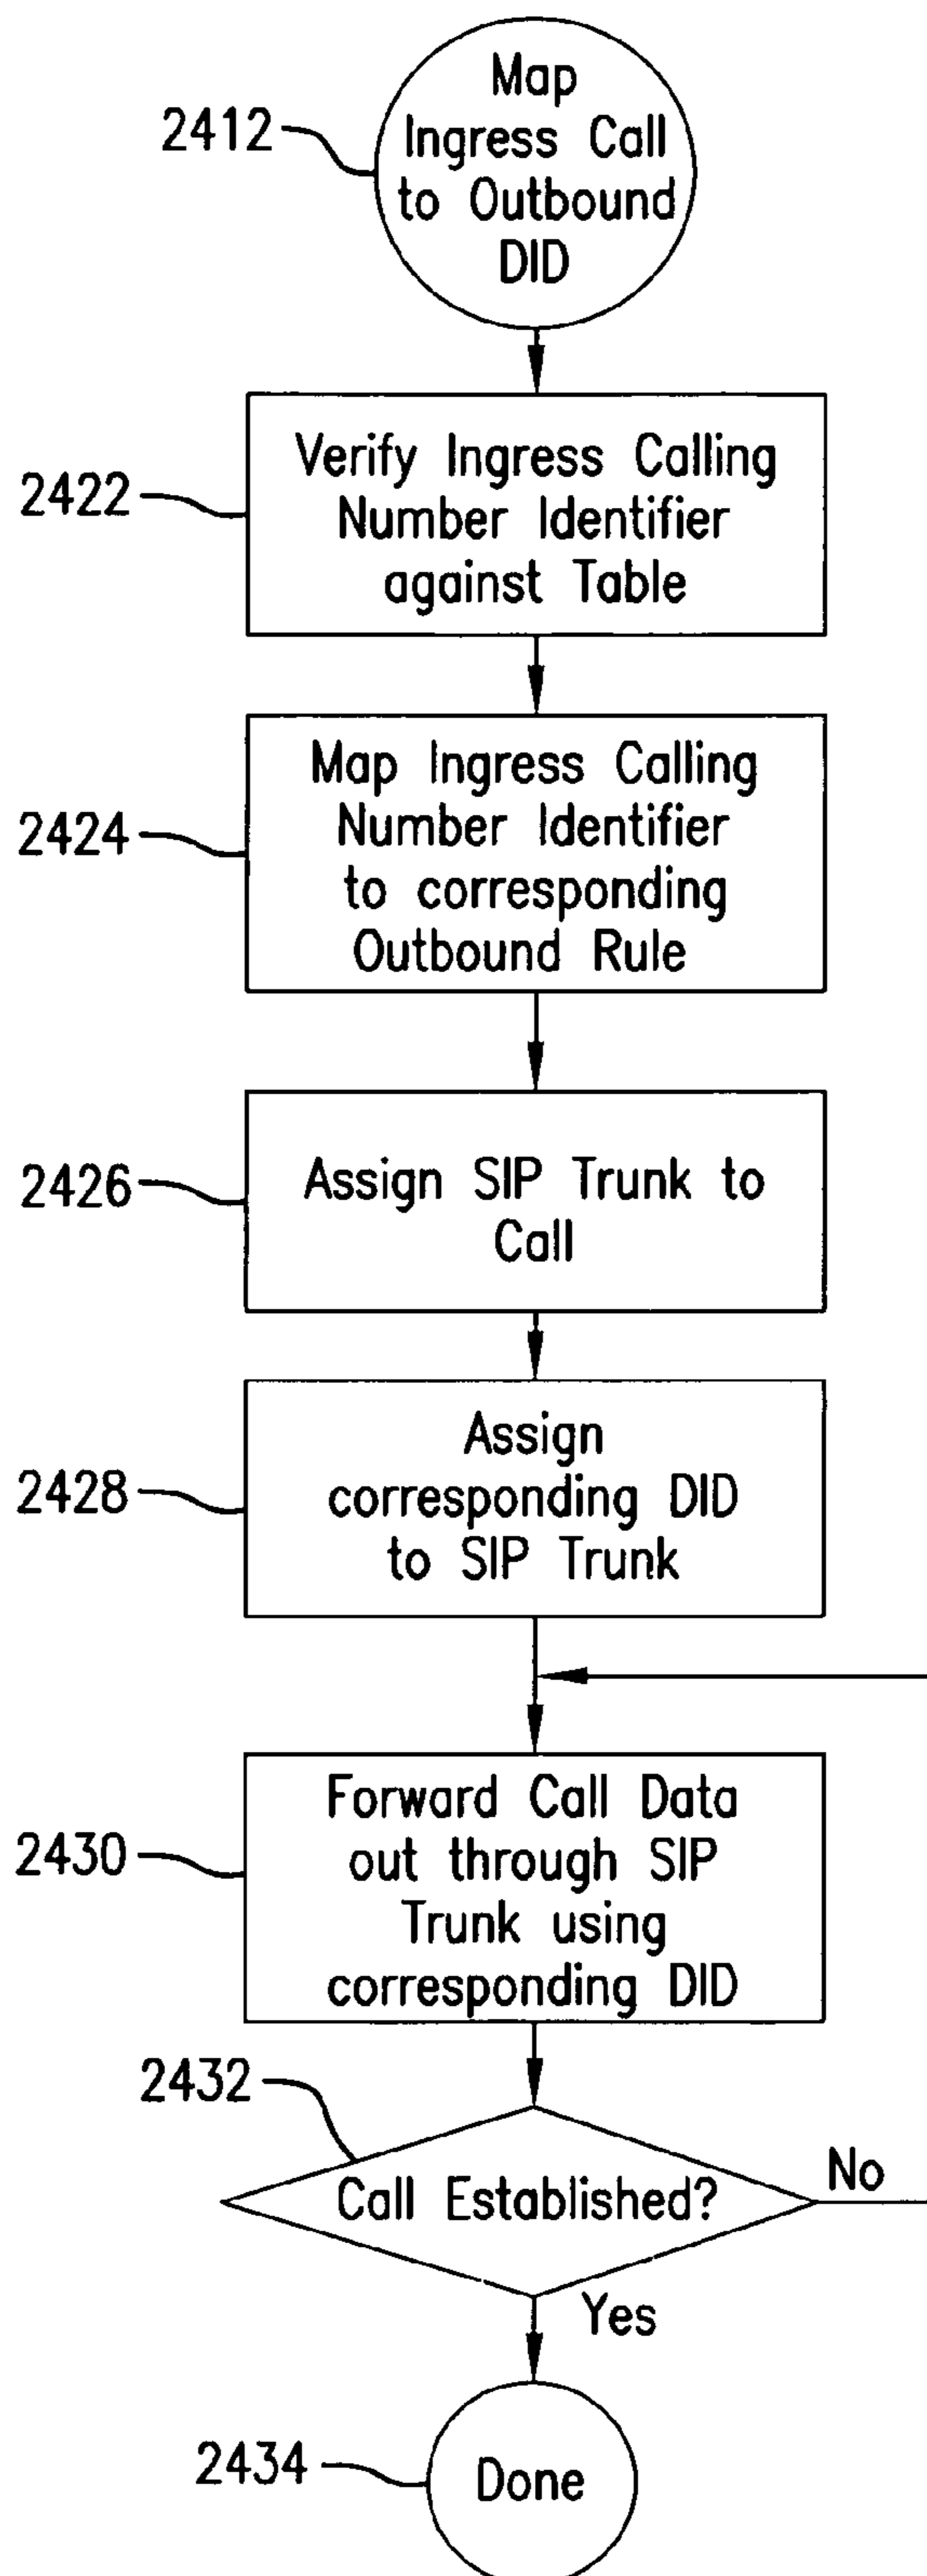 2412
Map
Ingress Call
to Outbound
DID
2422
Verify Ingress Calling
Number Identifier
against Table
2424
Map Ingress Calling
Number Identifier
to corresponding
Outbound Rule
2426
Assign SIP Trunk to
Call
2428
Assign
corresponding DID
to SIP Trunk
2430
Forward Call Data
out through SIP
Trunk using
corresponding DID
2432
Call Established?
No
Yes
2434
Done